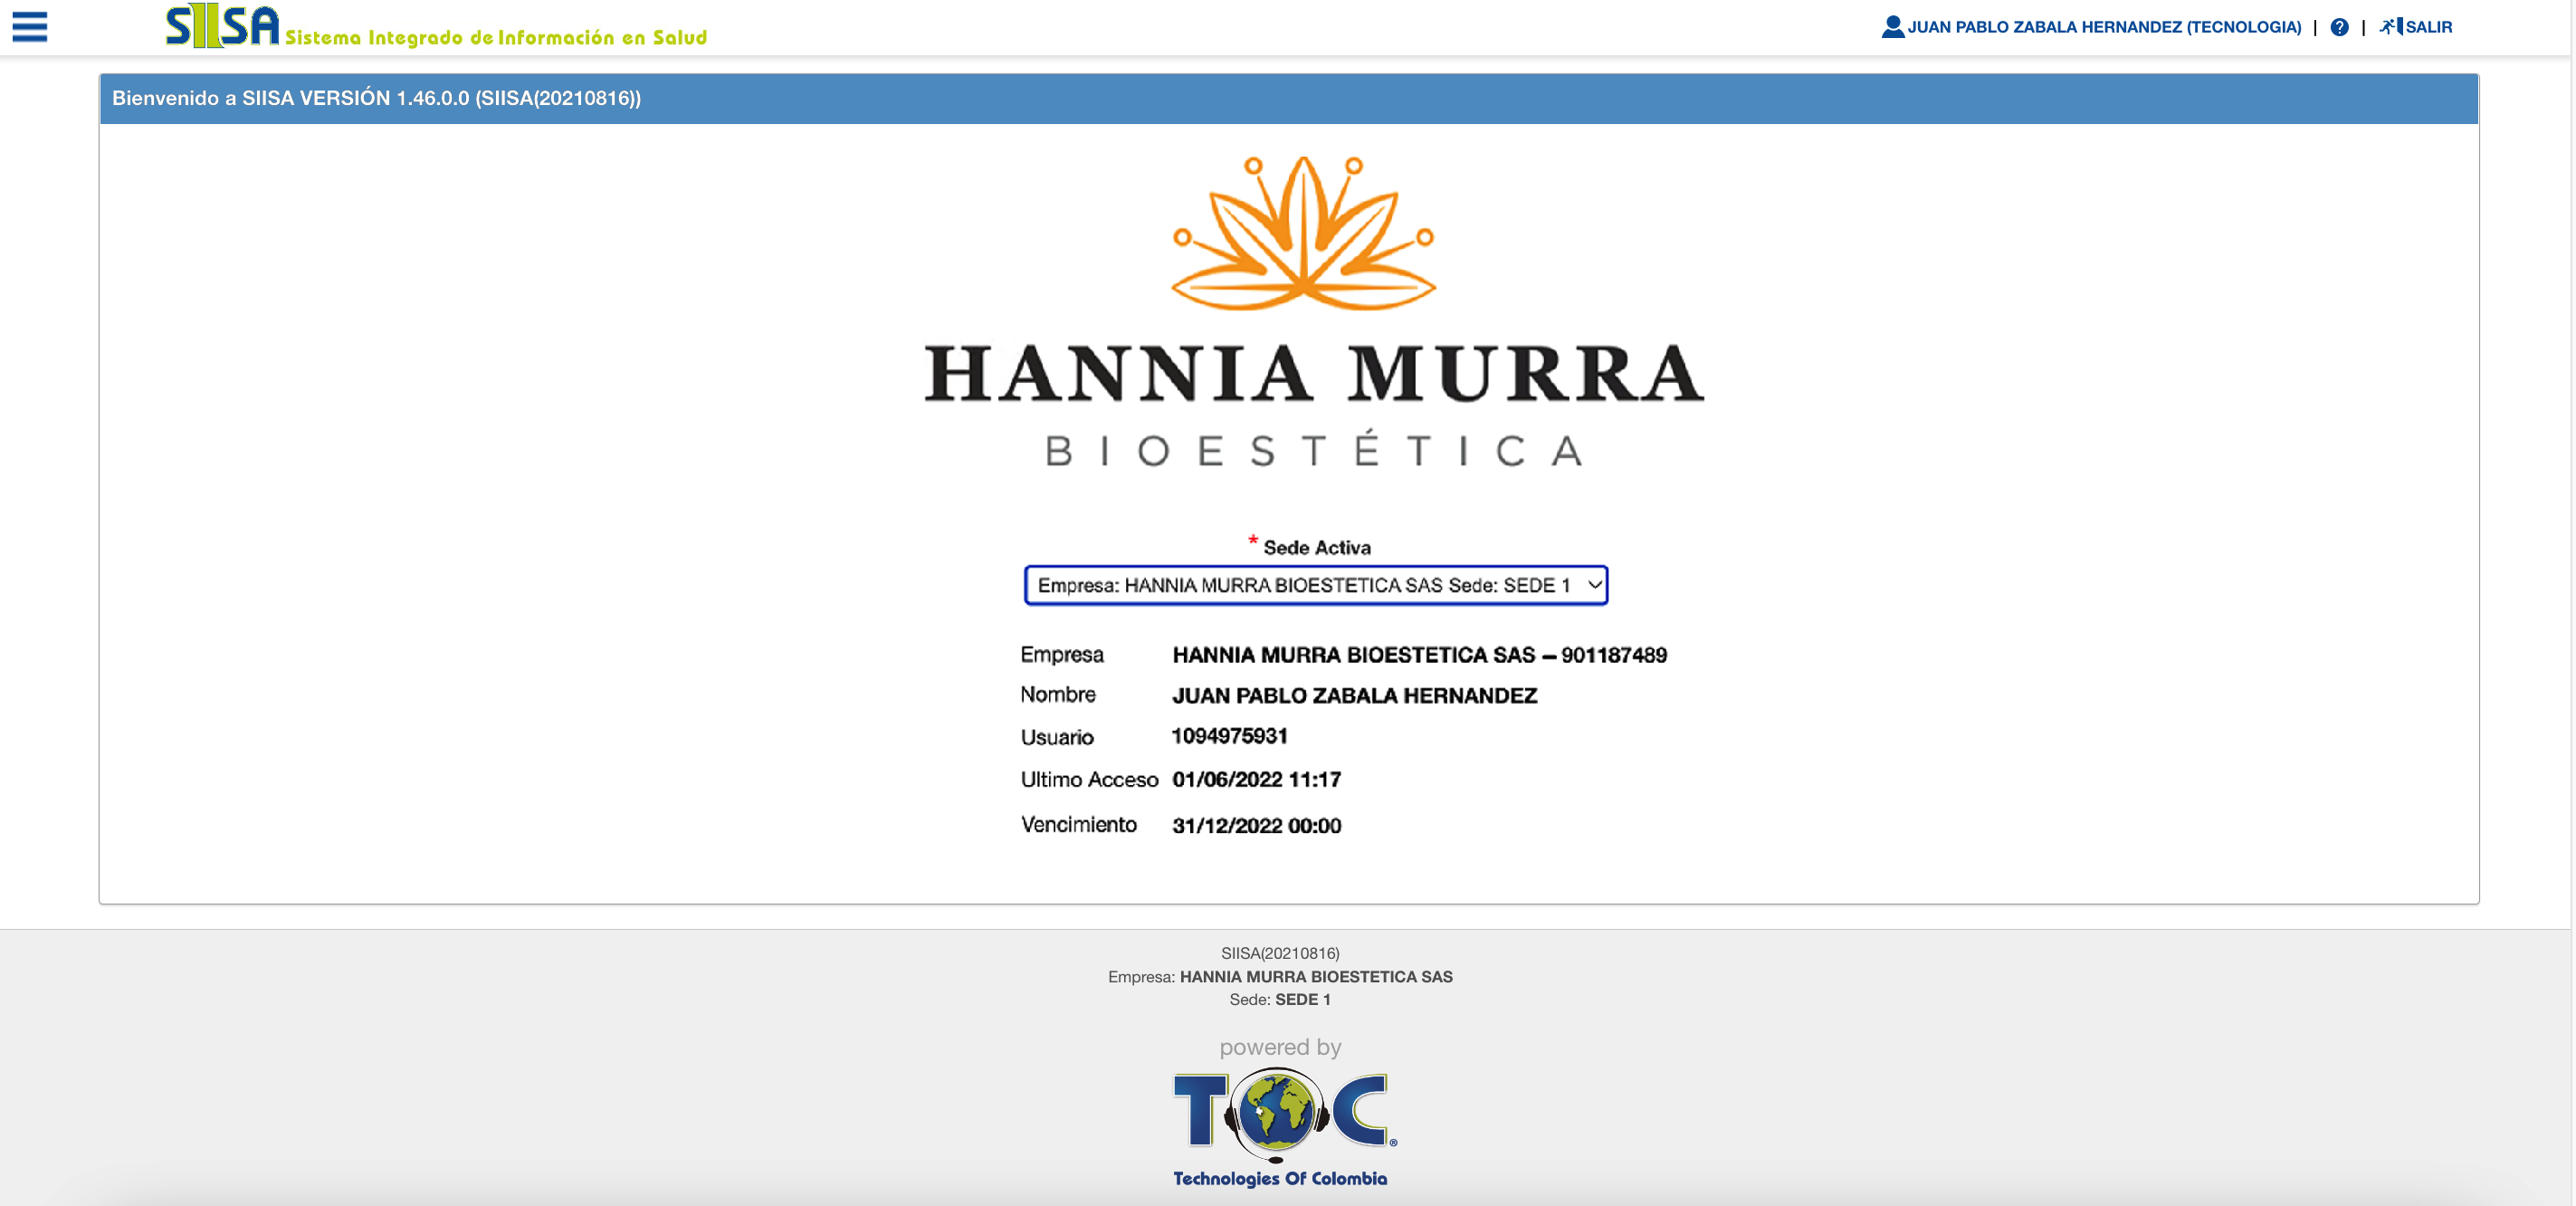 SIISA Sistema Integrado de Información en Salud
JUAN PABLO ZABALA HERNANDEZ (TECNOLOGIA) | ? | SALIR
Bienvenido a SIISA VERSIÓN 1.46.0.0 (SIISA(20210816))
HANNIA MURRA
BIOESTÉTICA
* Sede Activa
Empresa: HANNIA MURRA BIOESTETICA SAS Sede: SEDE 1
Empresa HANNIA MURRA BIOESTETICA SAS – 901187489
Nombre JUAN PABLO ZABALA HERNANDEZ
Usuario 1094975931
Ultimo Acceso 01/06/2022 11:17
Vencimiento 31/12/2022 00:00
SIISA(20210816)
Empresa: HANNIA MURRA BIOESTETICA SAS
Sede: SEDE 1
powered by
TOC®
Technologies Of Colombia